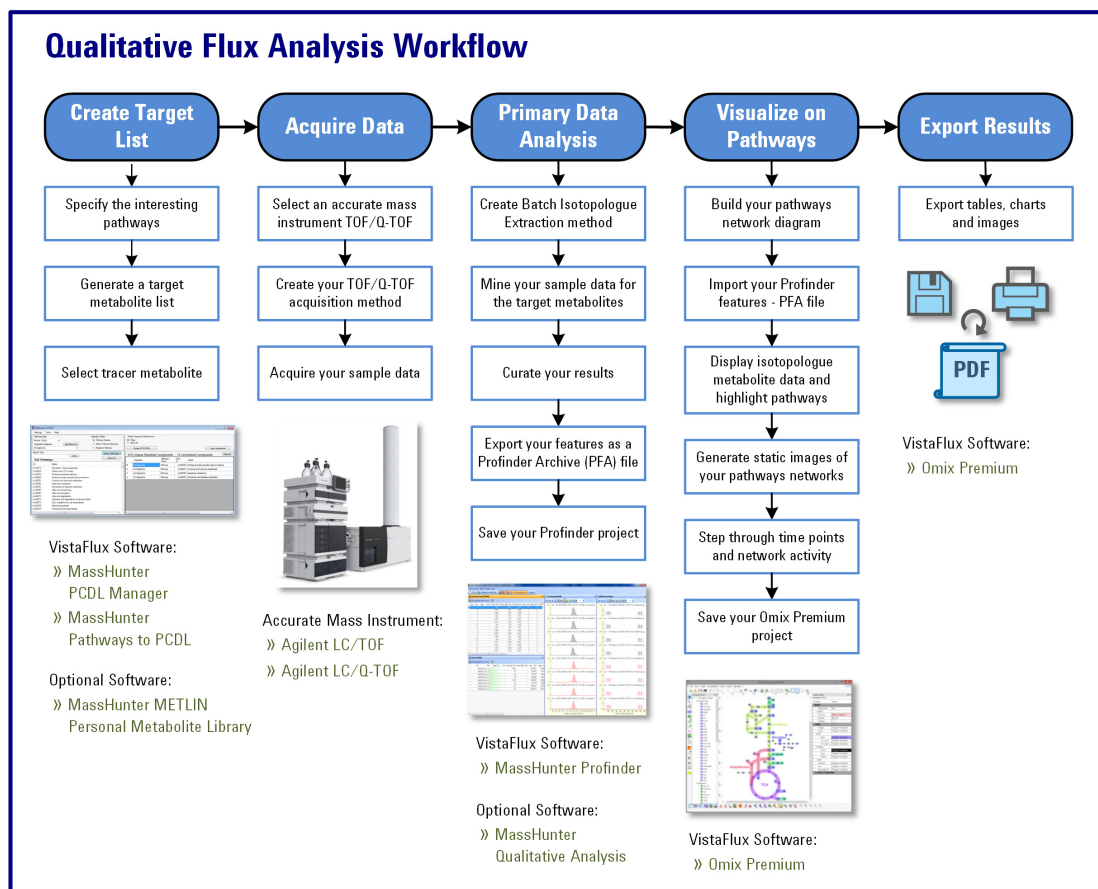 Qualitative Flux Analysis Workflow
Create Target
List
Acquire Data
Primary Data
Analysis
Visualize on
Pathways
Export Results
Specify the interesting
pathways
Generate a target
metabolite list
Select tracer metabolite
VistaFlux Software:
» MassHunter
PCDL Manager
» MassHunter
Pathways to PCDL
Optional Software:
» MassHunter METLIN
Personal Metabolite Library
Select an accurate mass
instrument TOF/Q-TOF
Create your TOF/Q-TOF
acquisition method
Acquire your sample data
Accurate Mass Instrument:
» Agilent LC/TOF
» Agilent LC/Q-TOF
Create Batch Isotopologue
Extraction method
Mine your sample data for
the target metabolites
Curate your results
Export your features as a
Profinder Archive (PFA) file
Save your Profinder project
VistaFlux Software:
» MassHunter Profinder
Optional Software:
» MassHunter
Qualitative Analysis
Build your pathways
network diagram
Import your Profinder
features - PFA file
Display isotopologue
metabolite data and
highlight pathways
Generate static images of
your pathways networks
Step through time points
and network activity
Save your Omix Premium
project
VistaFlux Software:
» Omix Premium
Export tables, charts
and images
PDF
VistaFlux Software:
» Omix Premium